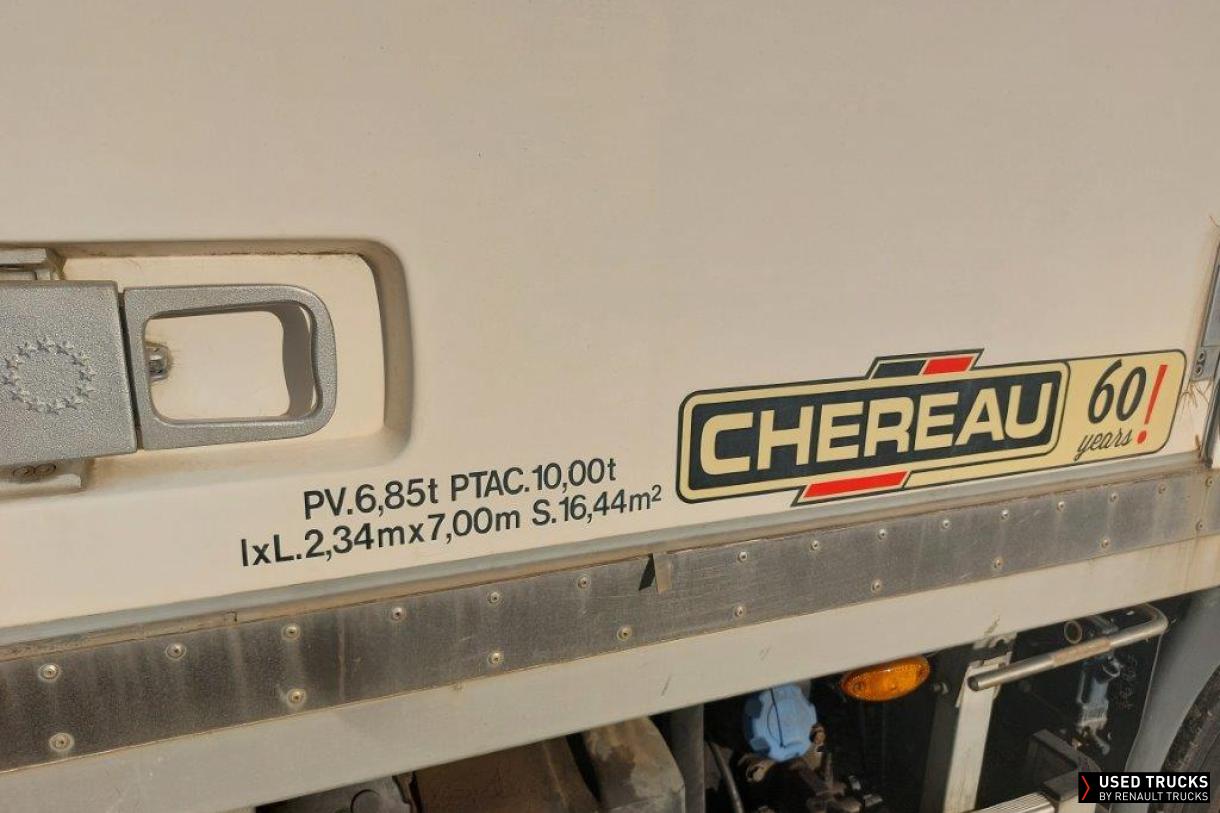 CHEREAU
60
years!
PV.6,85t PTAC.10,00t
lxL.2,34mx7,00m S.16,44m²
USED TRUCKS
BY RENAULT TRUCKS